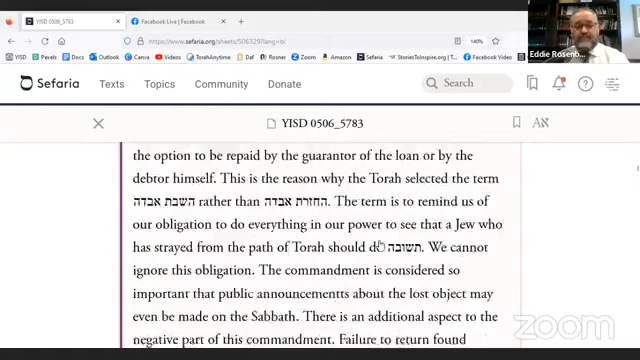 YISD 0506_5783
Facebook Live | Facebook
https://www.sefaria.org/sheets/506329?lang=bi
140%
YISD
Pevels
Docs
Outlook
Canva
Youtube
TorahAnytime
Daf
Rosner
Zoom
Amazon
StoriesToInspire.org | T...
Facebook Video
Eddie Rosenb...
Sefaria
Texts
Topics
Community
Donate
Search
YISD 0506_5783
the option to be repaid by the guarantor of the loan or by the
debtor himself. This is the reason why the Torah selected the term
השבת אבדה rather than החזרת אבדה. The term is to remind us of
our obligation to do everything in our power to see that a Jew who
has strayed from the path of Torah should do תשובה. We cannot
ignore this obligation. The commandment is considered so
important that public announcementts about the lost object may
even be made on the Sabbath. There is an additional aspect to the
negative part of this commandment. Failure to return found
zoom